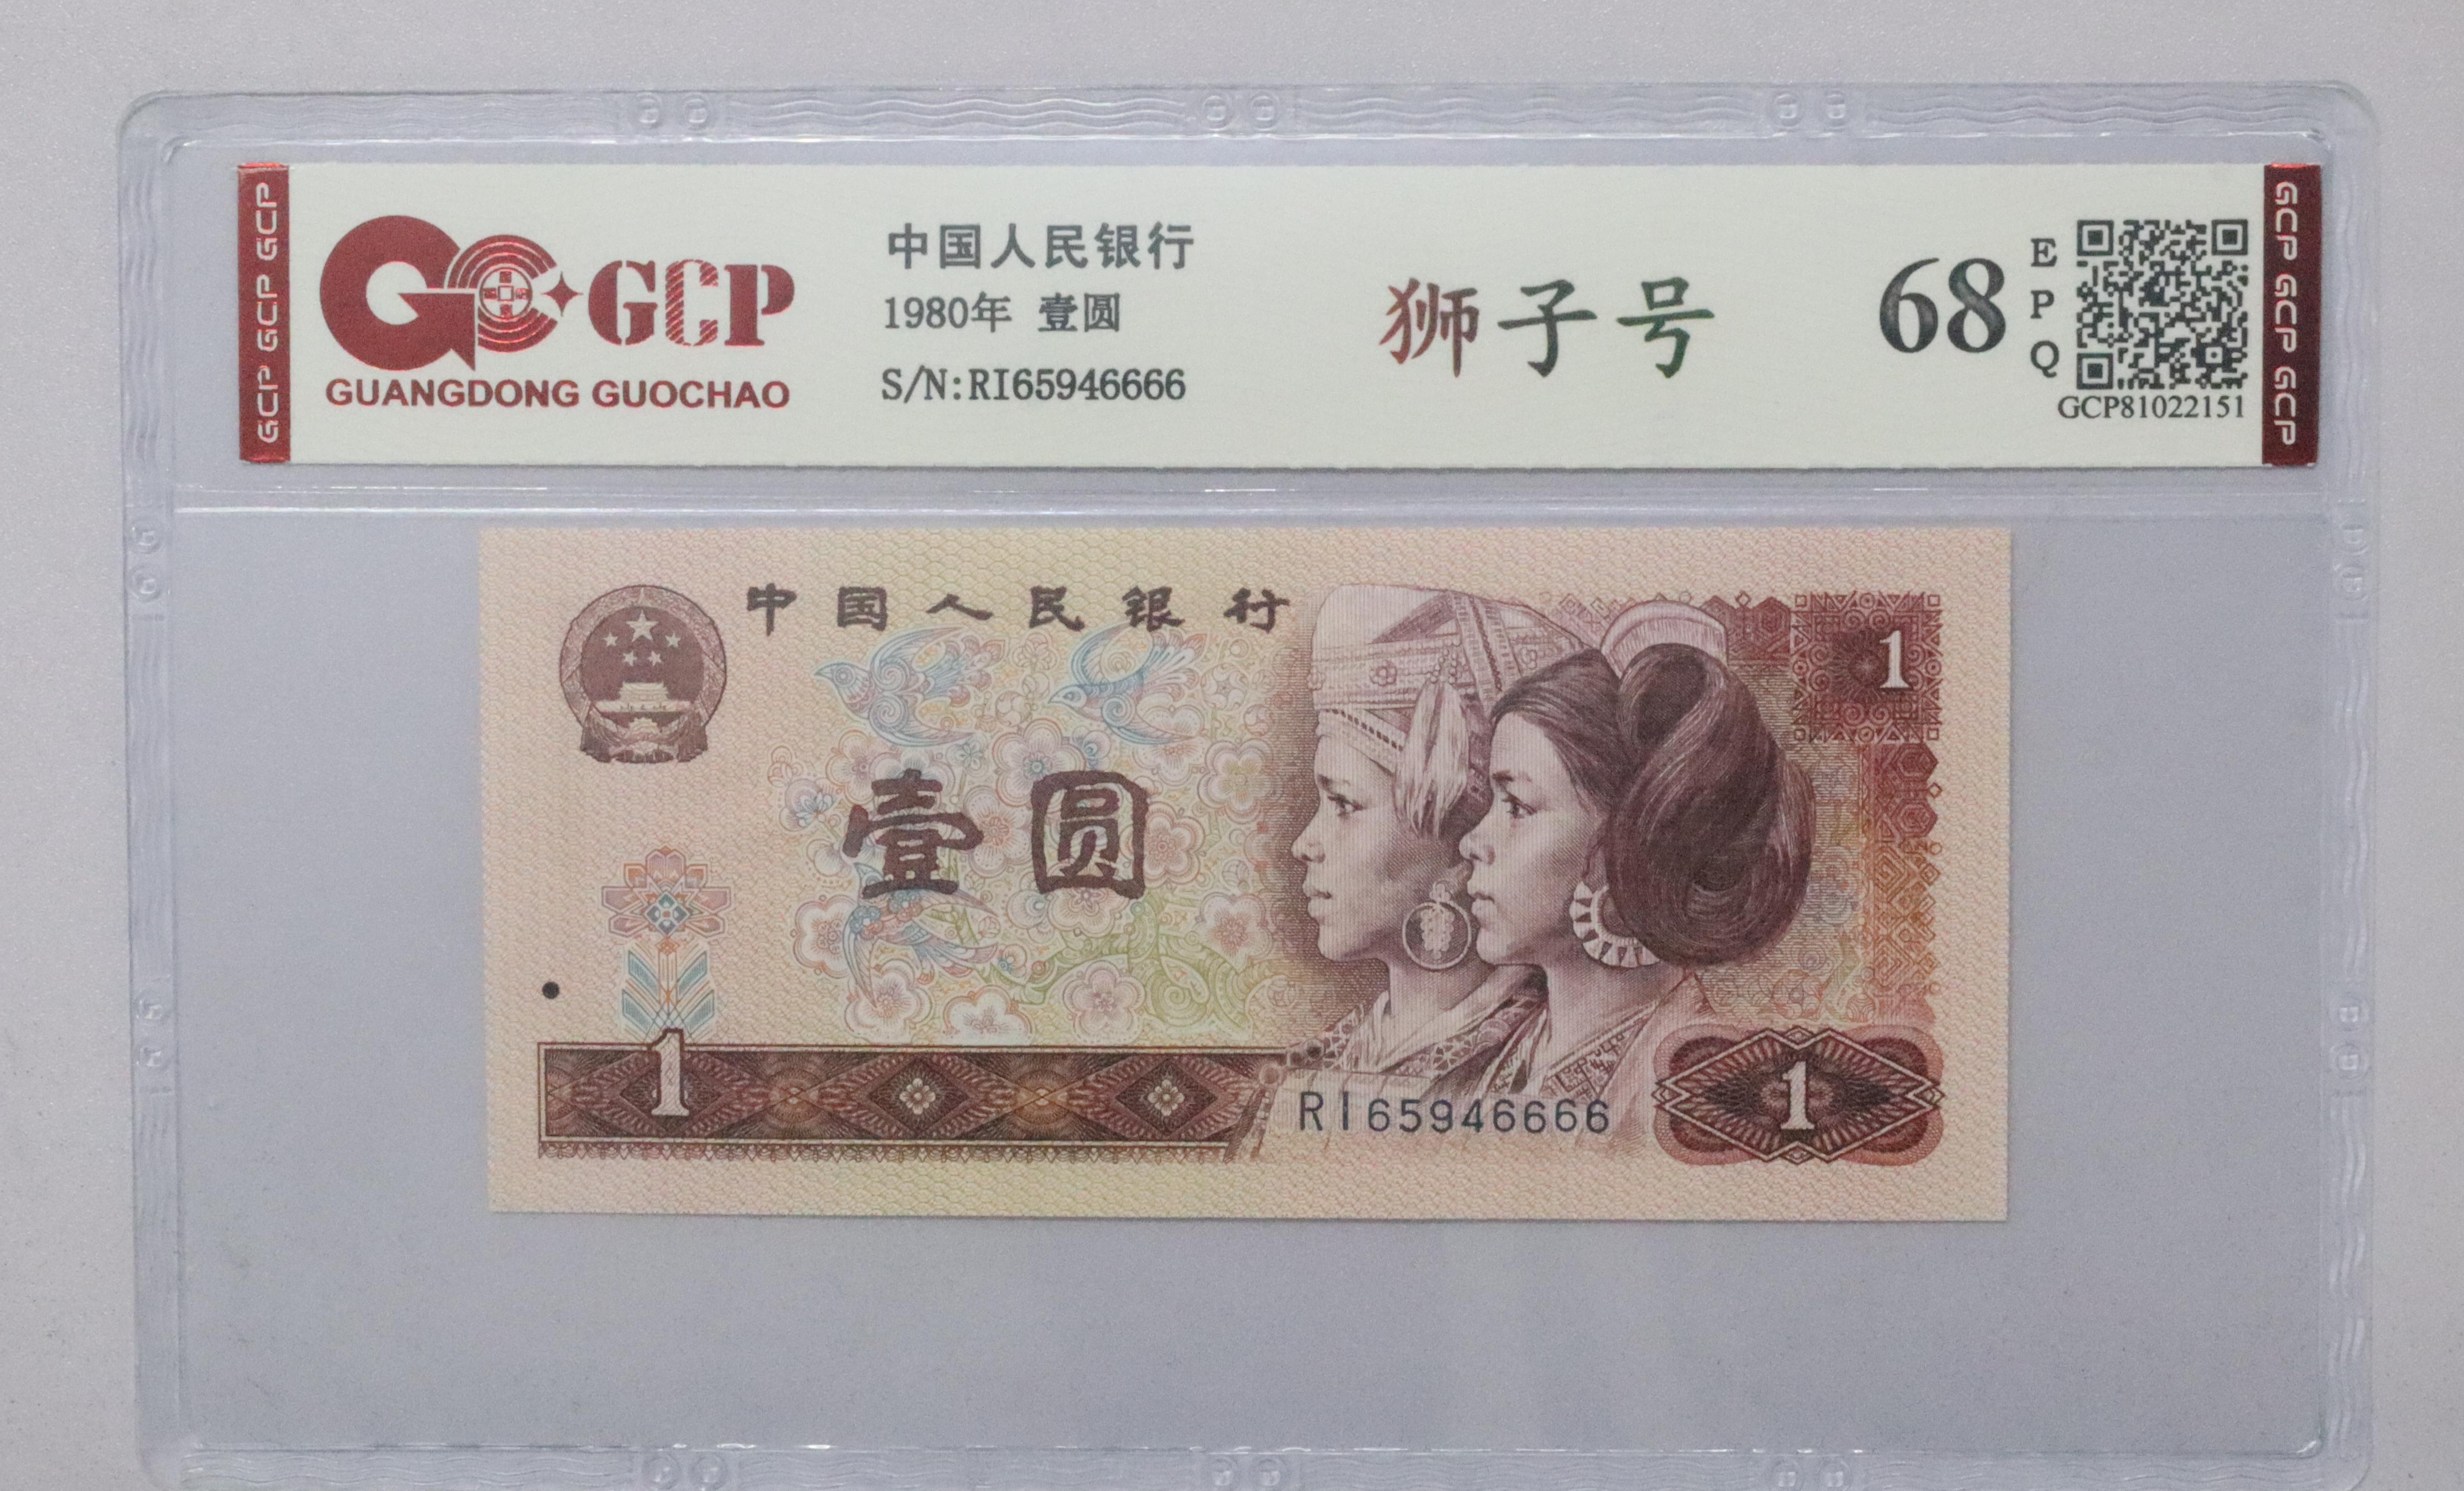 GCP GCP GCP
GCP
GUANGDONG GUOCHAO
中国人民银行
1980年 壹圆
S/N:RI65946666
狮子号
68
E
P
Q
GCP81022151
GCP GCP GCP
中国人民银行
1
壹圆
1
RI65946666
1